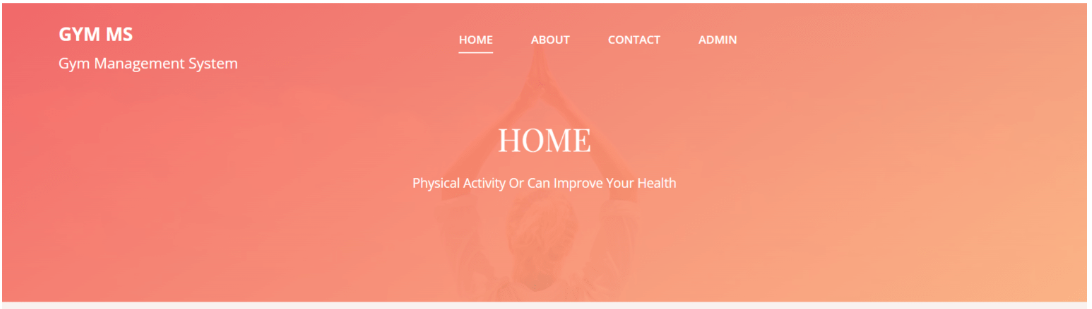 GYM MS
Gym Management System
HOME ABOUT CONTACT ADMIN
HOME
Physical Activity Or Can Improve Your Health